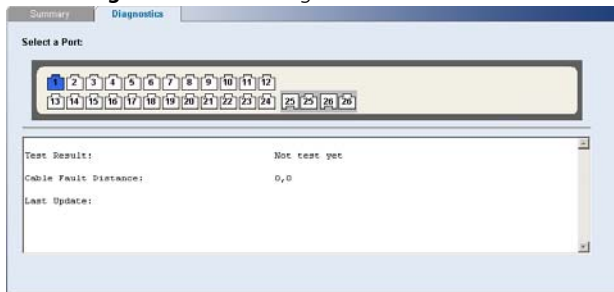 Summary Diagnostics
Select a Port:
1 2 3 4 5 6 7 8 9 10 11 12
13 14 15 16 17 18 19 20 21 22 23 24 25 25 26 26
Test Result: Not test yet
Cable Fault Distance: 0,0
Last Update: